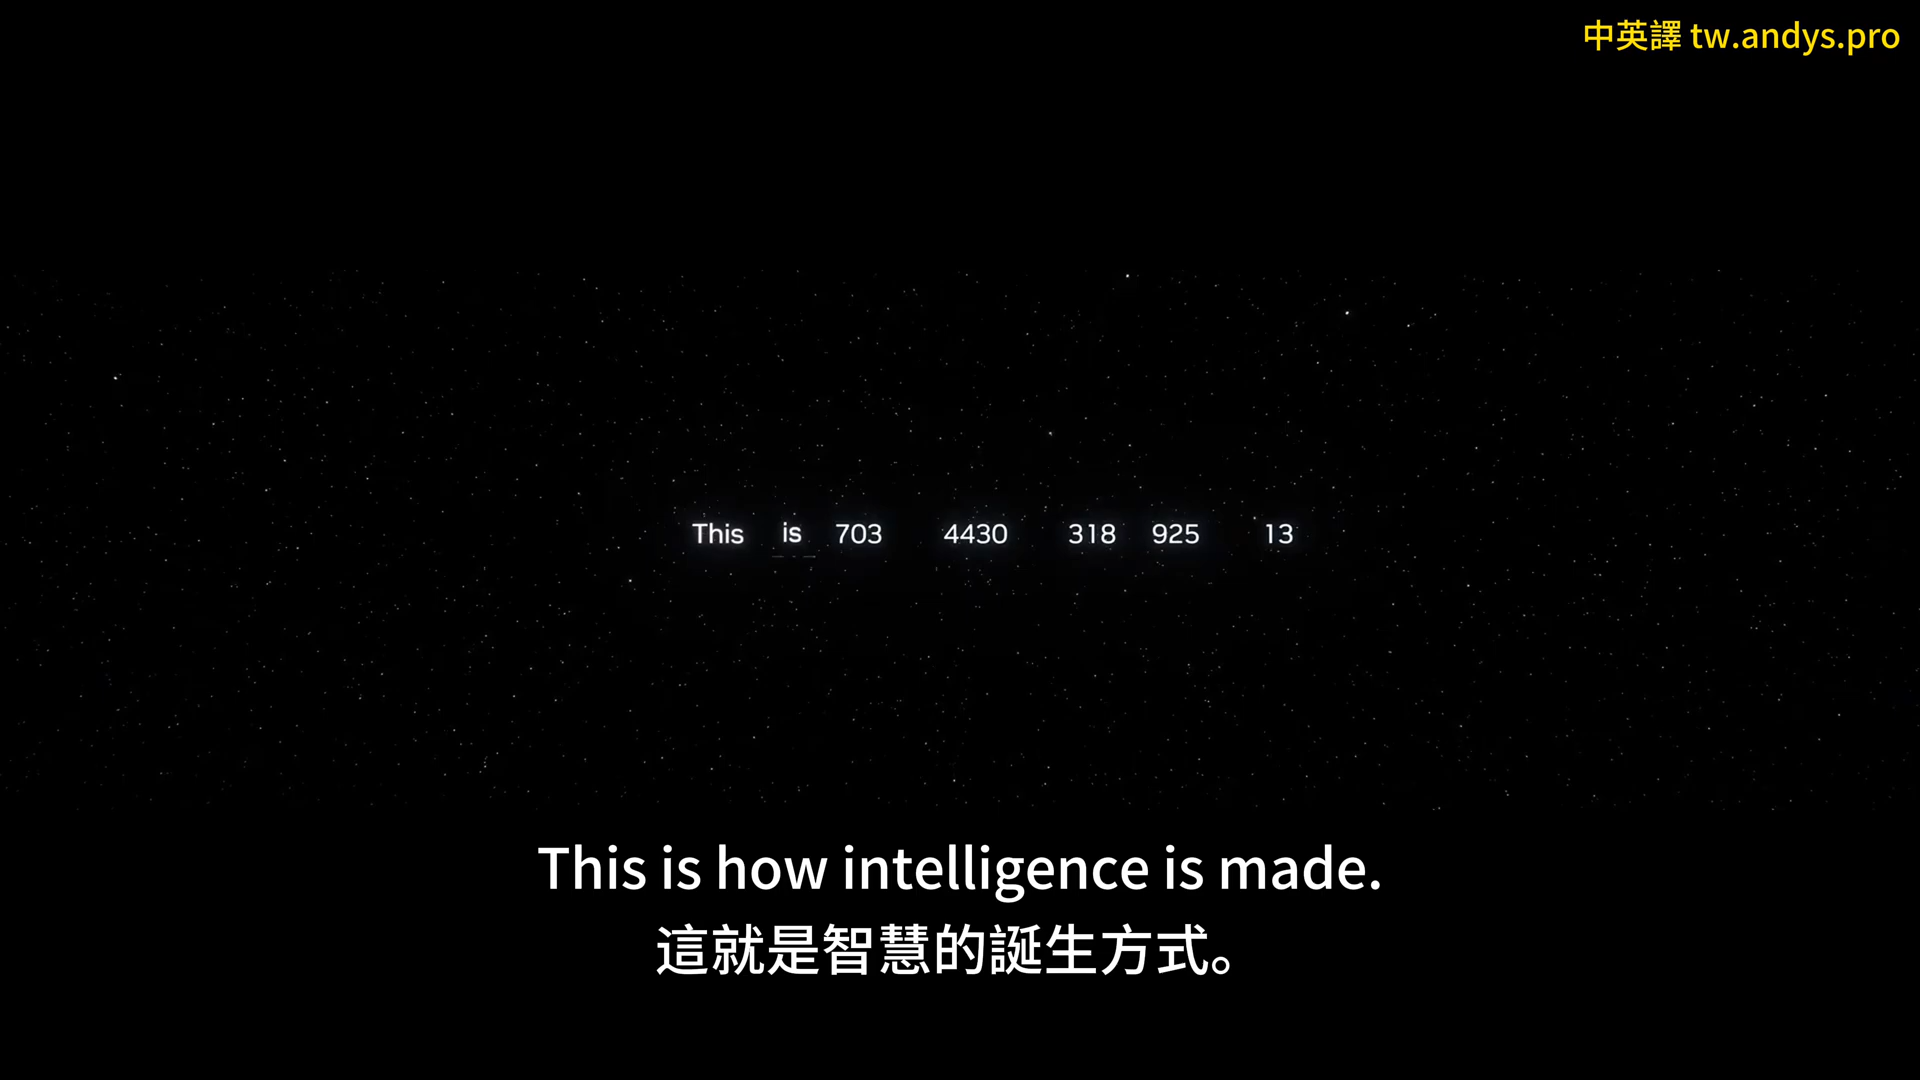 中英譯 tw.andys.pro
This is 703 4430 318 925 13
This is how intelligence is made.
這就是智慧的誕生方式。